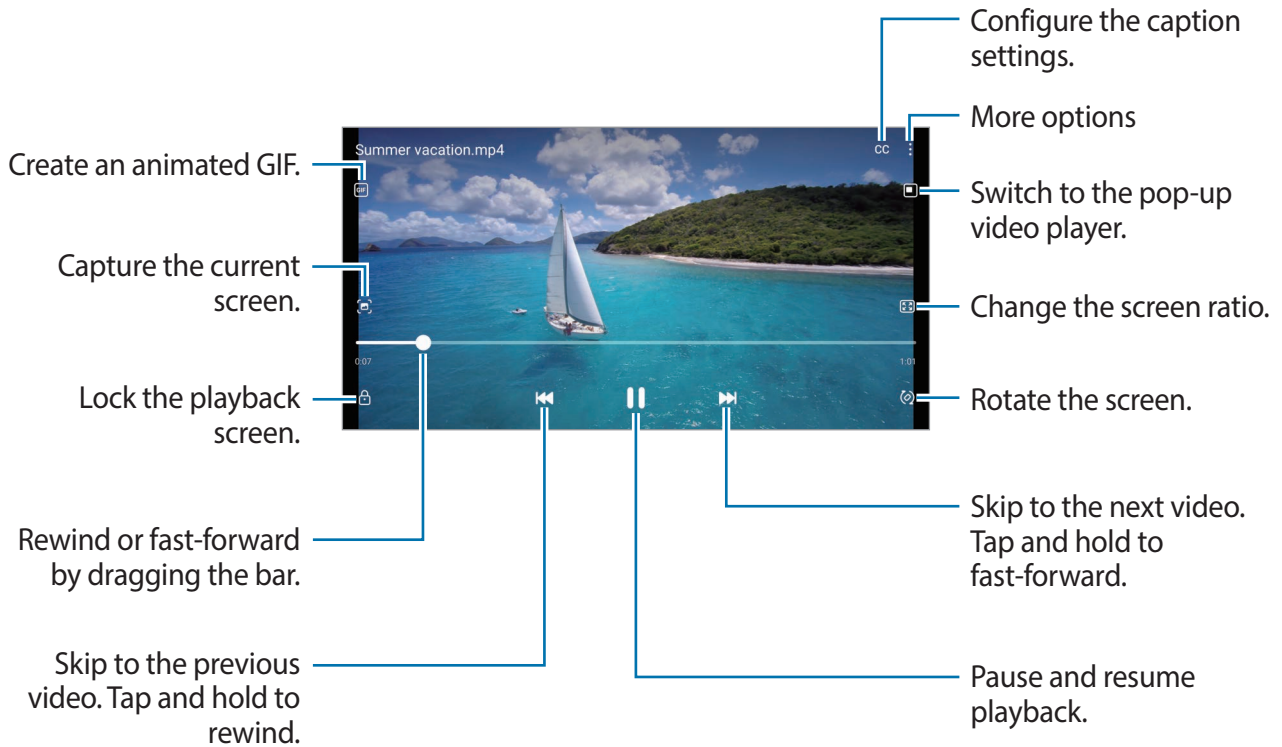 Configure the caption
settings.
More options
Summer vacation.mp4
CC
Create an animated GIF.
GIF
Switch to the pop-up
video player.
Capture the current
screen.
Change the screen ratio.
0:07
1:01
Lock the playback
screen.
Rotate the screen.
Skip to the next video.
Tap and hold to
fast-forward.
Rewind or fast-forward
by dragging the bar.
Skip to the previous
video. Tap and hold to
rewind.
Pause and resume
playback.